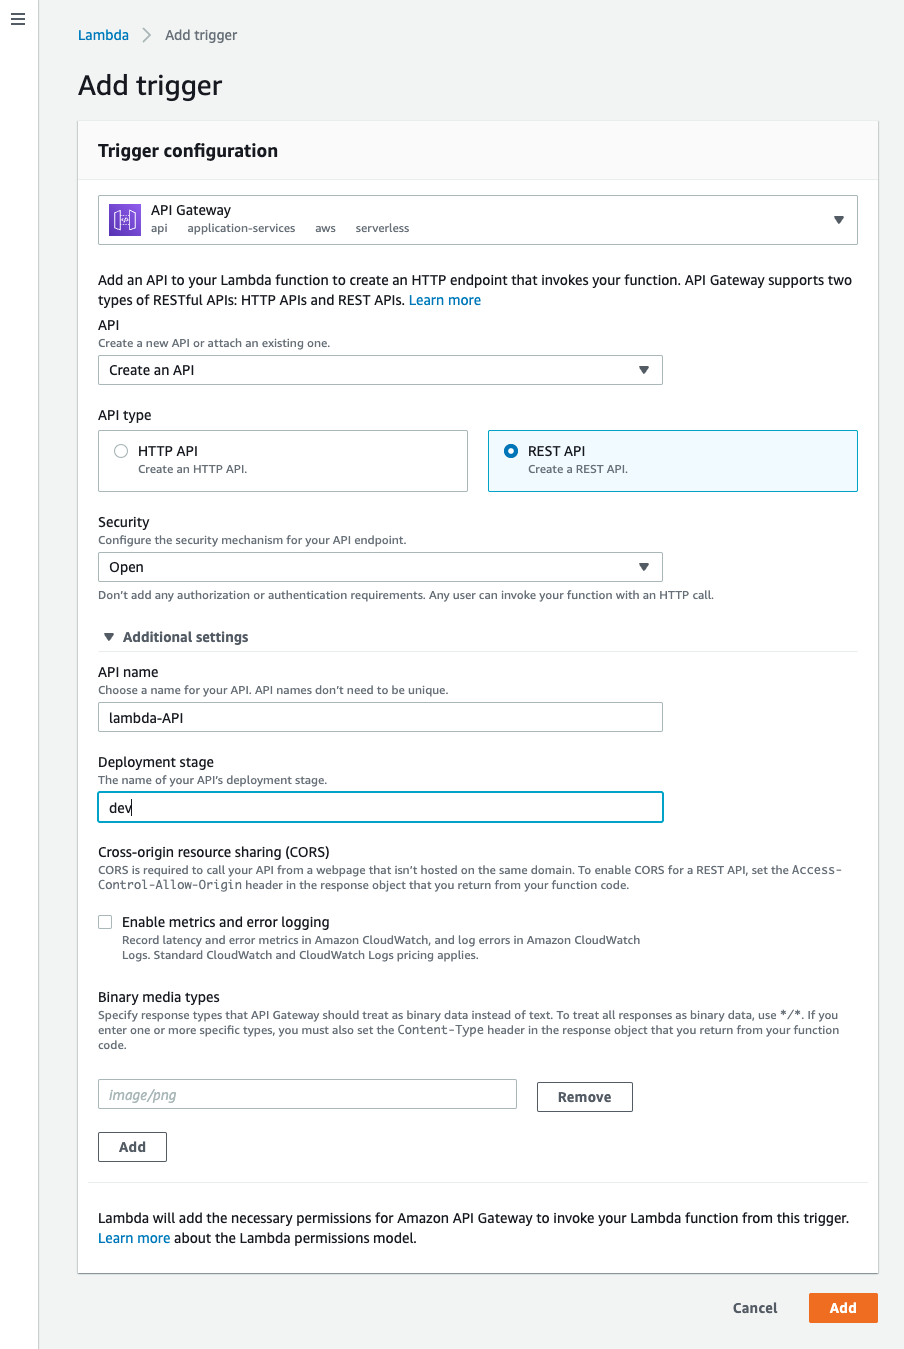 Lambda > Add trigger
Add trigger
Trigger configuration
API Gateway
api application-services aws serverless
Add an API to your Lambda function to create an HTTP endpoint that invokes your function. API Gateway supports two
types of RESTful APIs: HTTP APIs and REST APIs. Learn more
API
Create a new API or attach an existing one.
Create an API
API type
HTTP API
Create an HTTP API.
REST API
Create a REST API.
Security
Configure the security mechanism for your API endpoint.
Open
Don't add any authorization or authentication requirements. Any user can invoke your function with an HTTP call.
Additional settings
API name
Choose a name for your API. API names don't need to be unique.
lambda-API
Deployment stage
The name of your API's deployment stage.
dev
Cross-origin resource sharing (CORS)
CORS is required to call your API from a webpage that isn't hosted on the same domain. To enable CORS for a REST API, set the Access-
Control-Allow-Origin header in the response object that you return from your function code.
Enable metrics and error logging
Record latency and error metrics in Amazon CloudWatch, and log errors in Amazon CloudWatch
Logs. Standard CloudWatch and CloudWatch Logs pricing applies.
Binary media types
Specify response types that API Gateway should treat as binary data instead of text. To treat all responses as binary data, use */*. If you
enter one or more specific types, you must also set the Content-Type header in the response object that you return from your function
code.
image/png
Remove
Add
Lambda will add the necessary permissions for Amazon API Gateway to invoke your Lambda function from this trigger.
Learn more about the Lambda permissions model.
Cancel
Add